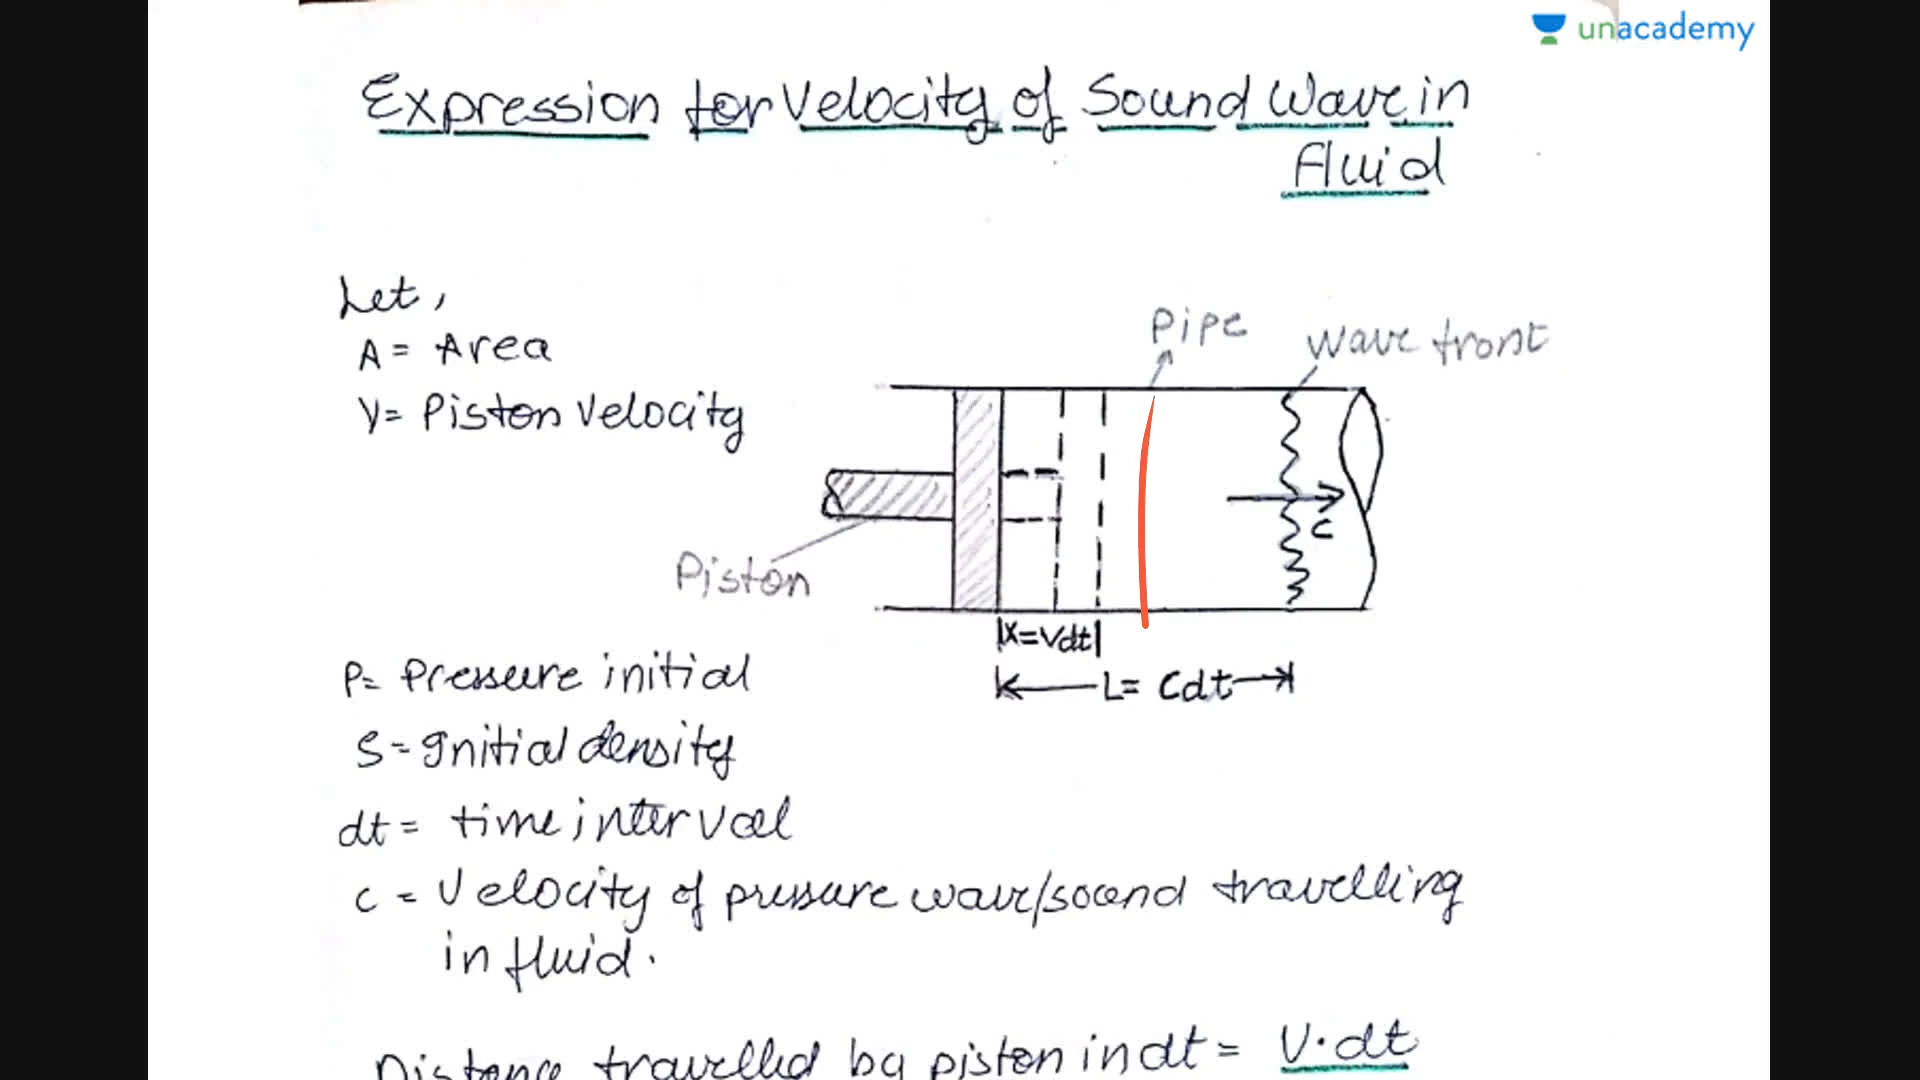 unacademy
Expression for Velocity of Sound Wave in
Fluid
Let,
A = Area
V = Piston Velocity
Pipe
Wave front
C
Piston
X=Vdt
L= Cdt
P= Pressure initial
S = Initial density
dt = time interval
C = Velocity of pressure wave/sound travelling
in fluid.
Distance travelled by piston in dt = V·dt